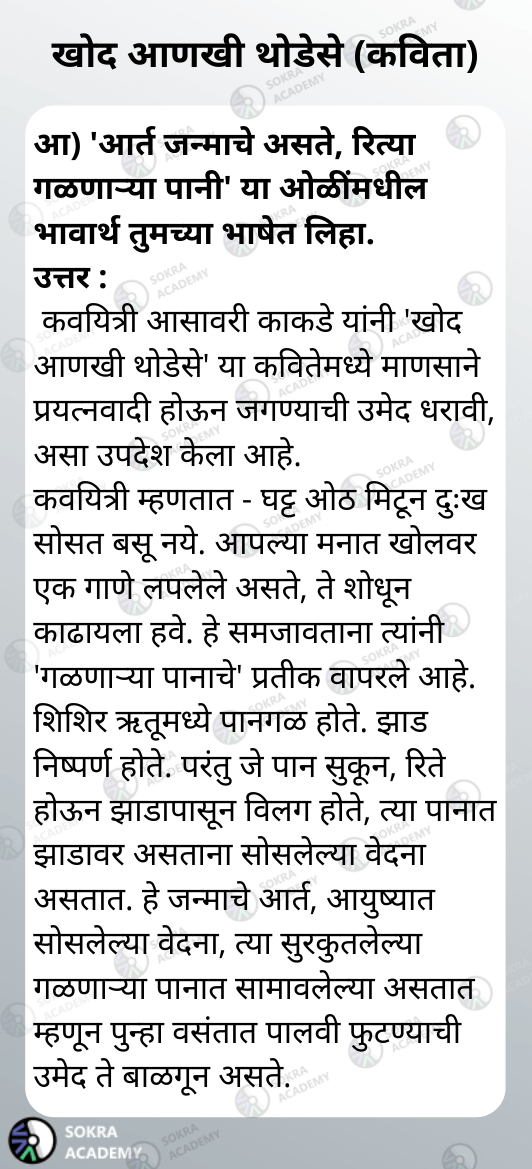 खोद आणखी थोडेसे (कविता)
आ) 'आर्त जन्माचे असते, रित्या
गळणाऱ्या पानी' या ओळींमधील
भावार्थ तुमच्या भाषेत लिहा.
उत्तर :
कवयित्री आसावरी काकडे यांनी 'खोद
आणखी थोडेसे' या कवितेमध्ये माणसाने
प्रयत्नवादी होऊन जगण्याची उमेद धरावी,
असा उपदेश केला आहे.
कवयित्री म्हणतात - घट्ट ओठ मिटून दुःख
सोसत बसू नये. आपल्या मनात खोलवर
एक गाणे लपलेले असते, ते शोधून
काढायला हवे. हे समजावताना त्यांनी
'गळणाऱ्या पानाचे' प्रतीक वापरले आहे.
शिशिर ऋतूमध्ये पानगळ होते. झाड
निष्पर्ण होते. परंतु जे पान सुकून, रिते
होऊन झाडापासून विलग होते, त्या पानात
झाडावर असताना सोसलेल्या वेदना
असतात. हे जन्माचे आर्त, आयुष्यात
सोसलेल्या वेदना, त्या सुरकुतलेल्या
गळणाऱ्या पानात सामावलेल्या असतात
म्हणून पुन्हा वसंतात पालवी फुटण्याची
उमेद ते बाळगून असते.
SOKRA
ACADEMY